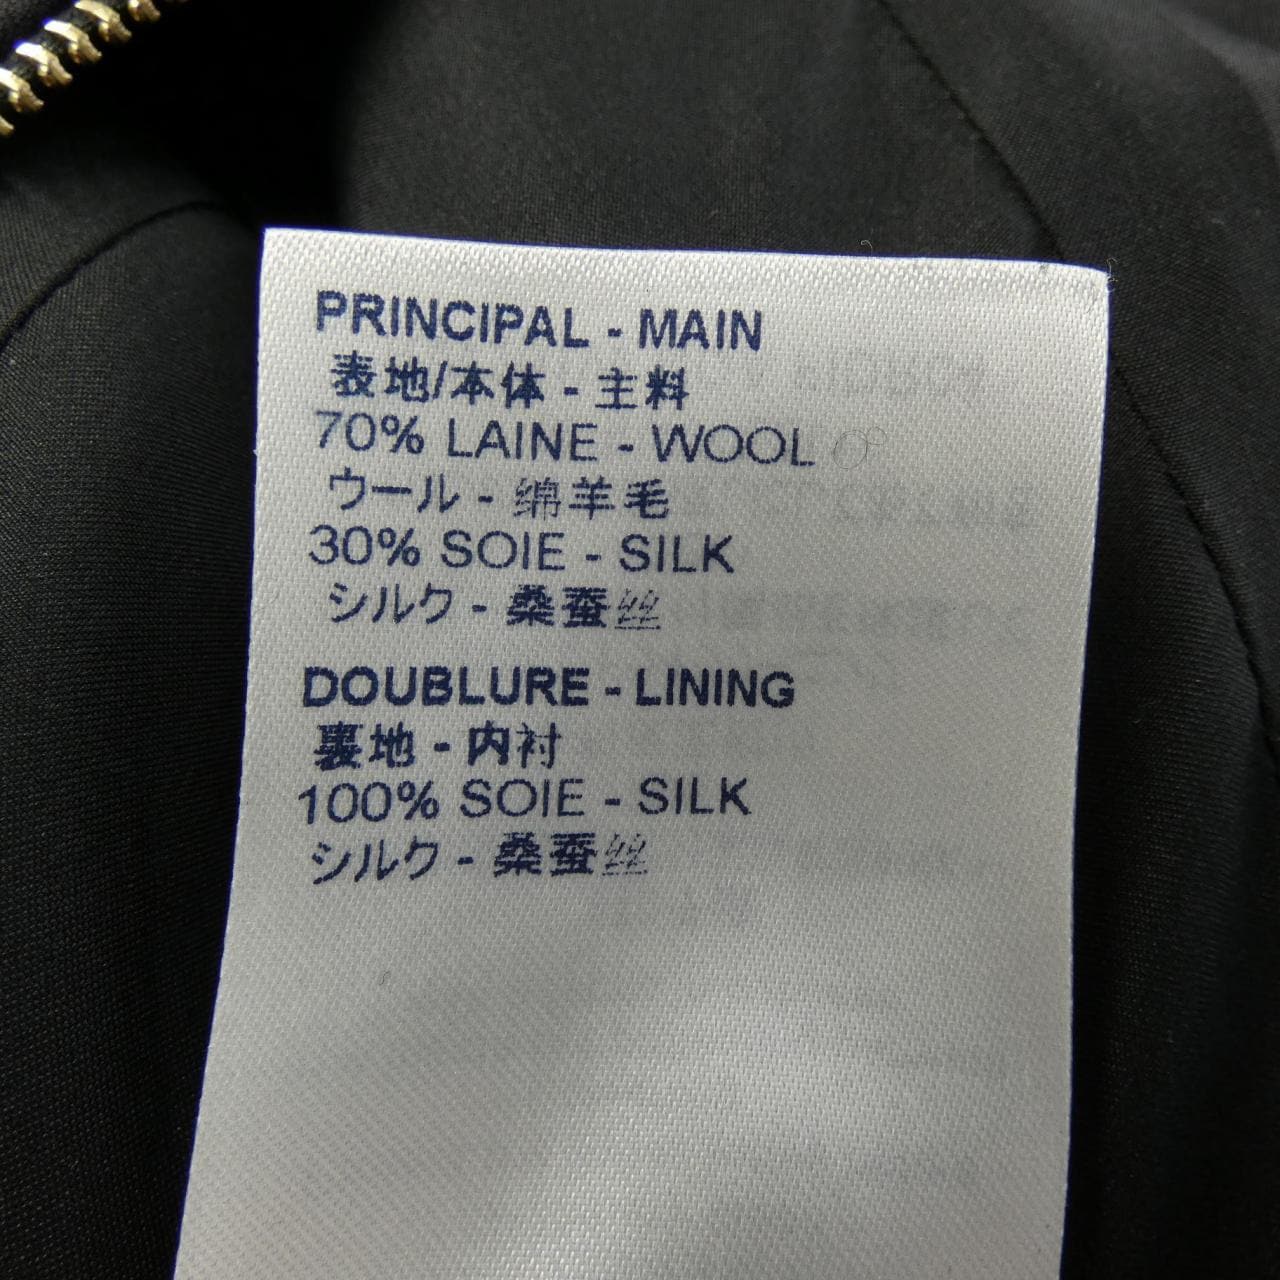 PRINCIPAL - MAIN
表地/本体 - 主料
70% LAINE - WOOL
ウール - 绵羊毛
30% SOIE - SILK
シルク - 桑蚕丝
DOUBLURE - LINING
裏地 - 内衬
100% SOIE - SILK
シルク - 桑蚕丝